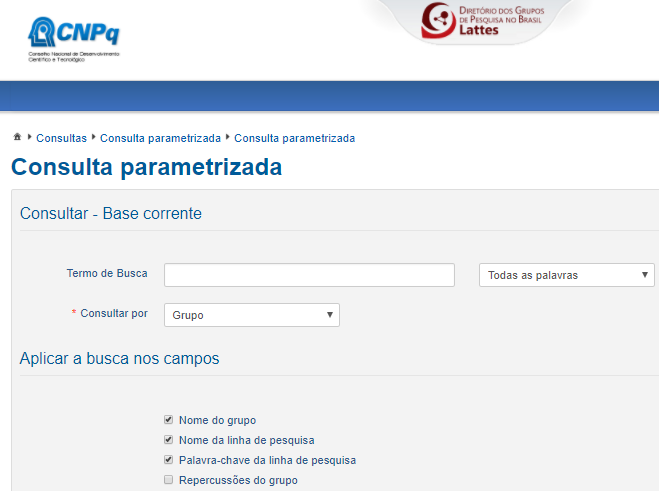 CNPq
Conselho Nacional de Desenvolvimento
Científico e Tecnológico
DIRETÓRIO DOS GRUPOS
DE PESQUISA NO BRASIL
Lattes
Consultas Consulta parametrizada Consulta parametrizada
Consulta parametrizada
Consultar - Base corrente
Termo de Busca Todas as palavras
* Consultar por Grupo
Aplicar a busca nos campos
Nome do grupo
Nome da linha de pesquisa
Palavra-chave da linha de pesquisa
Repercussões do grupo